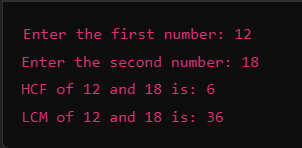 Enter the first number: 12
Enter the second number: 18
HCF of 12 and 18 is: 6
LCM of 12 and 18 is: 36